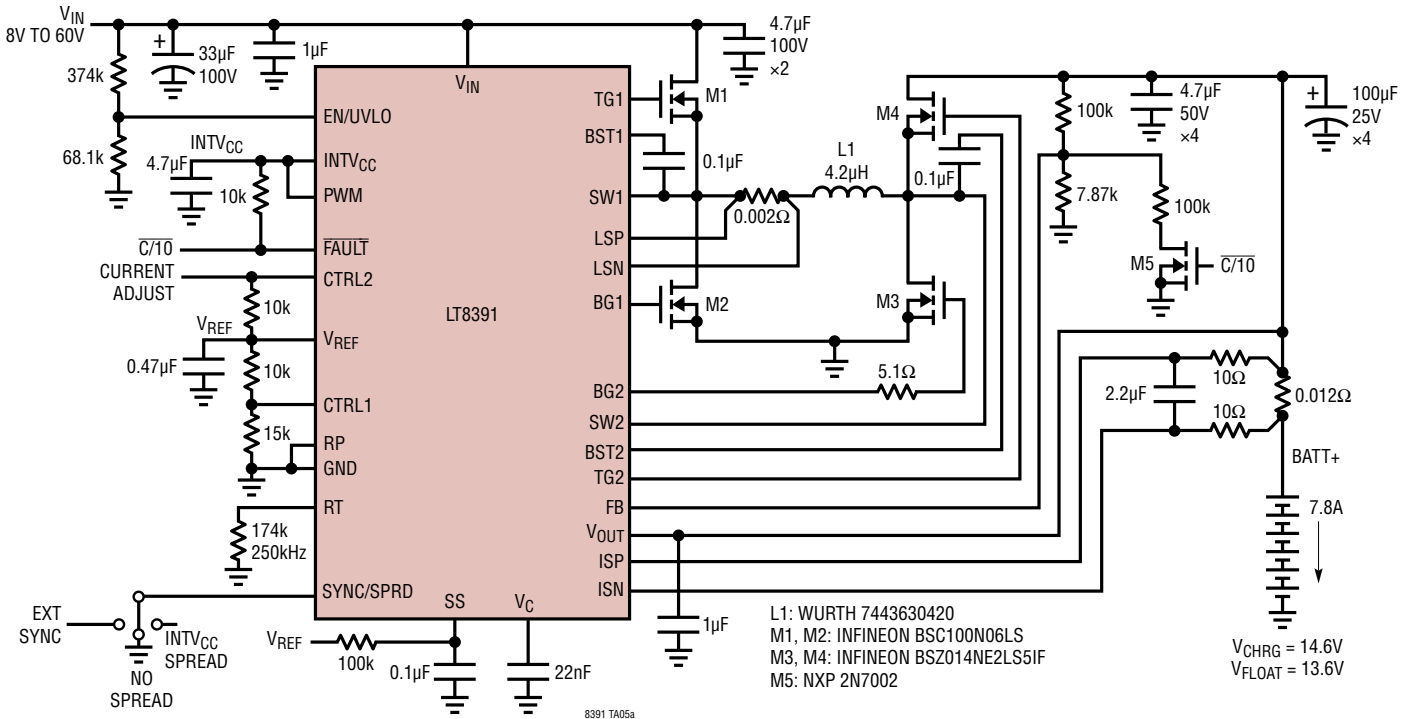 VIN
8V TO 60V
374k
68.1k
+
33µF
100V
1µF
4.7µF
100V
×2
VIN
EN/UVLO
INTVCC
4.7µF
10k
INTVCC
PWM
C/10
FAULT
CURRENT
ADJUST
CTRL2
10k
VREF
VREF
0.47µF
10k
CTRL1
15k
RP
GND
RT
174k
250kHz
SYNC/SPRD
EXT
SYNC
INTVCC
SPREAD
NO
SPREAD
SS
VC
VREF
100k
0.1µF
22nF
LT8391
TG1
BST1
SW1
LSP
LSN
BG1
BG2
SW2
BST2
TG2
FB
VOUT
ISP
ISN
M1
0.1µF
0.002Ω
L1
4.2µH
M2
M4
0.1µF
M3
5.1Ω
100k
7.87k
4.7µF
50V
×4
+
100µF
25V
×4
100k
M5
C/10
10Ω
2.2µF
10Ω
0.012Ω
BATT+
7.8A
1µF
L1: WURTH 7443630420
M1, M2: INFINEON BSC100N06LS
M3, M4: INFINEON BSZ014NE2LS5IF
M5: NXP 2N7002
VCHRG = 14.6V
VFLOAT = 13.6V
8391 TA05a